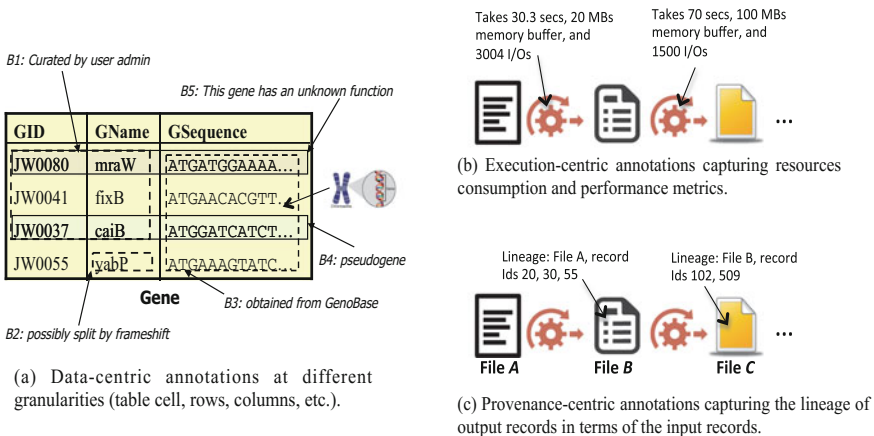 B1: Curated by user admin
B5: This gene has an unknown function
GID GName GSequence
JW0080 mraW ATGATGGAAAA...
JW0041 fixB ATGAACACGTT...
JW0037 caiB ATGGATCATCT...
JW0055 yabP ATGAAAGTATC...
Gene
B4: pseudogene
B3: obtained from GenoBase
B2: possibly split by frameshift
(a) Data-centric annotations at different
granularities (table cell, rows, columns, etc.).
Takes 30.3 secs, 20 MBs
memory buffer, and
3004 I/Os
Takes 70 secs, 100 MBs
memory buffer, and
1500 I/Os
...
(b) Execution-centric annotations capturing resources
consumption and performance metrics.
Lineage: File A, record
Ids 20, 30, 55
Lineage: File B, record
Ids 102, 509
...
File A File B File C
(c) Provenance-centric annotations capturing the lineage of
output records in terms of the input records.